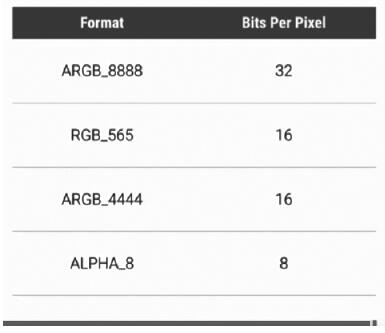 Format Bits Per Pixel
ARGB_8888 32
RGB_565 16
ARGB_4444 16
ALPHA_8 8